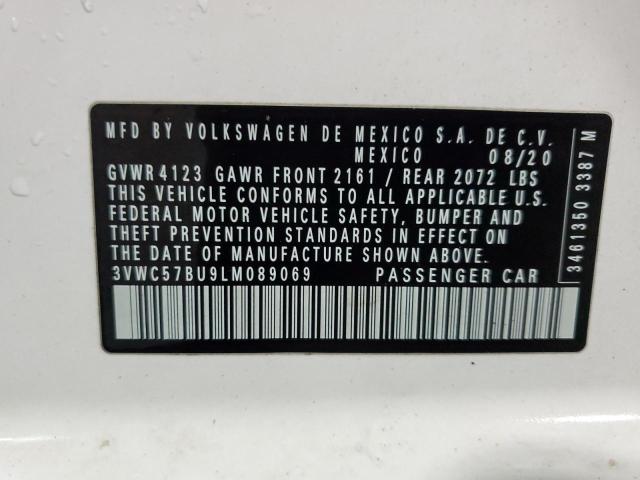 MFD BY VOLKSWAGEN DE MEXICO S.A. DE C.V.
MEXICO 08/20
GVWR 4123 GAWR FRONT 2161 / REAR 2072 LBS
THIS VEHICLE CONFORMS TO ALL APPLICABLE U.S.
FEDERAL MOTOR VEHICLE SAFETY, BUMPER AND
THEFT PREVENTION STANDARDS IN EFFECT ON
THE DATE OF MANUFACTURE SHOWN ABOVE.
3VWC57BU9LM089069 PASSENGER CAR
3461350 3387 M